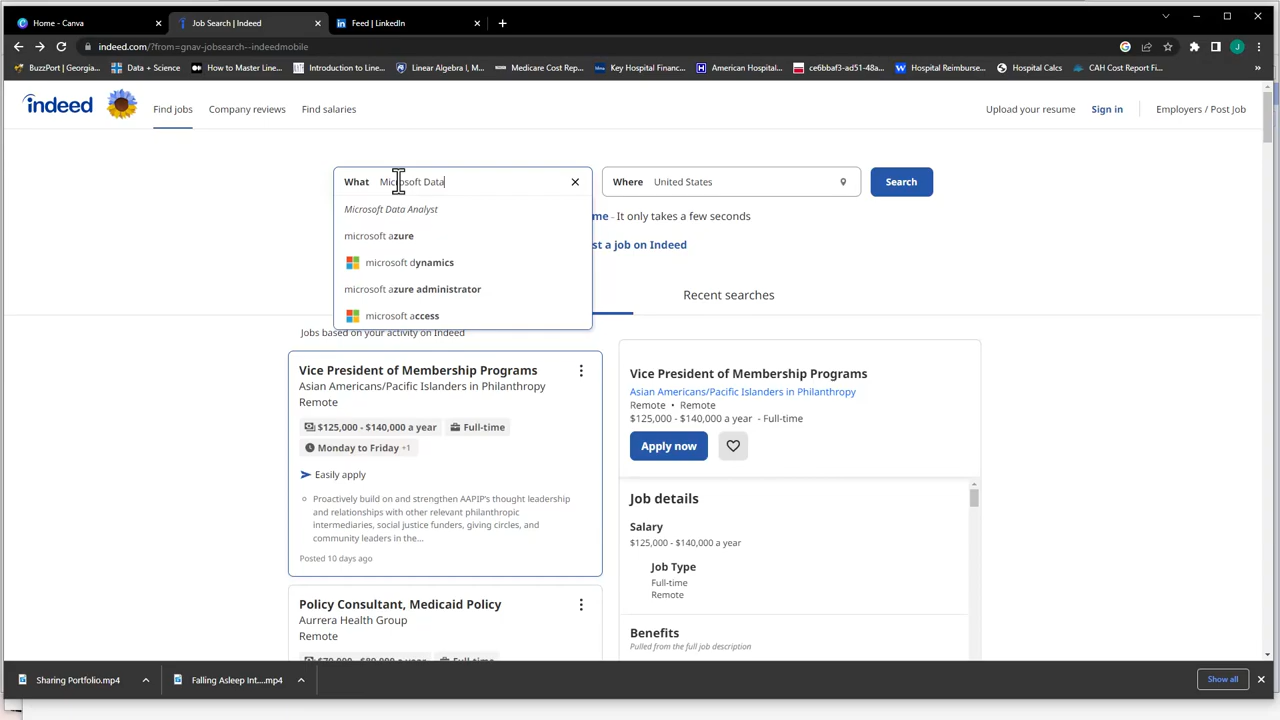 Home - Canva
Job Search | Indeed
Feed | LinkedIn
indeed.com/?from=gnav-jobsearch--indeedmobile
BuzzPort | Georgia...
Data + Science
How to Master Line...
Introduction to Line...
Linear Algebra I, M...
Medicare Cost Rep...
Key Hospital Financ...
American Hospital...
ce6bbaf3-ad51-48a...
Hospital Reimburse...
Hospital Calcs
CAH Cost Report Fi...
»
J
indeed
Find jobs
Company reviews
Find salaries
Upload your resume
Sign in
Employers / Post Job
What Microsoft Data
Where United States
Search
Microsoft Data Analyst
microsoft azure
microsoft dynamics
microsoft azure administrator
microsoft access
me - It only takes a few seconds
st a job on Indeed
Recent searches
Jobs based on your activity on Indeed
Vice President of Membership Programs
Asian Americans/Pacific Islanders in Philanthropy
Remote
$125,000 - $140,000 a year
Full-time
Monday to Friday +1
Easily apply
Proactively build on and strengthen AAPIP's thought leadership
and relationships with other relevant philanthropic
intermediaries, social justice funders, giving circles, and
community leaders in the...
Posted 10 days ago
Policy Consultant, Medicaid Policy
Aurrera Health Group
Remote
$70,000 - $80,000 a year
Full-time
Vice President of Membership Programs
Asian Americans/Pacific Islanders in Philanthropy
Remote • Remote
$125,000 - $140,000 a year - Full-time
Apply now
Job details
Salary
$125,000 - $140,000 a year
Job Type
Full-time
Remote
Benefits
Pulled from the full job description
Sharing Portfolio.mp4
Falling Asleep Int....mp4
Show all